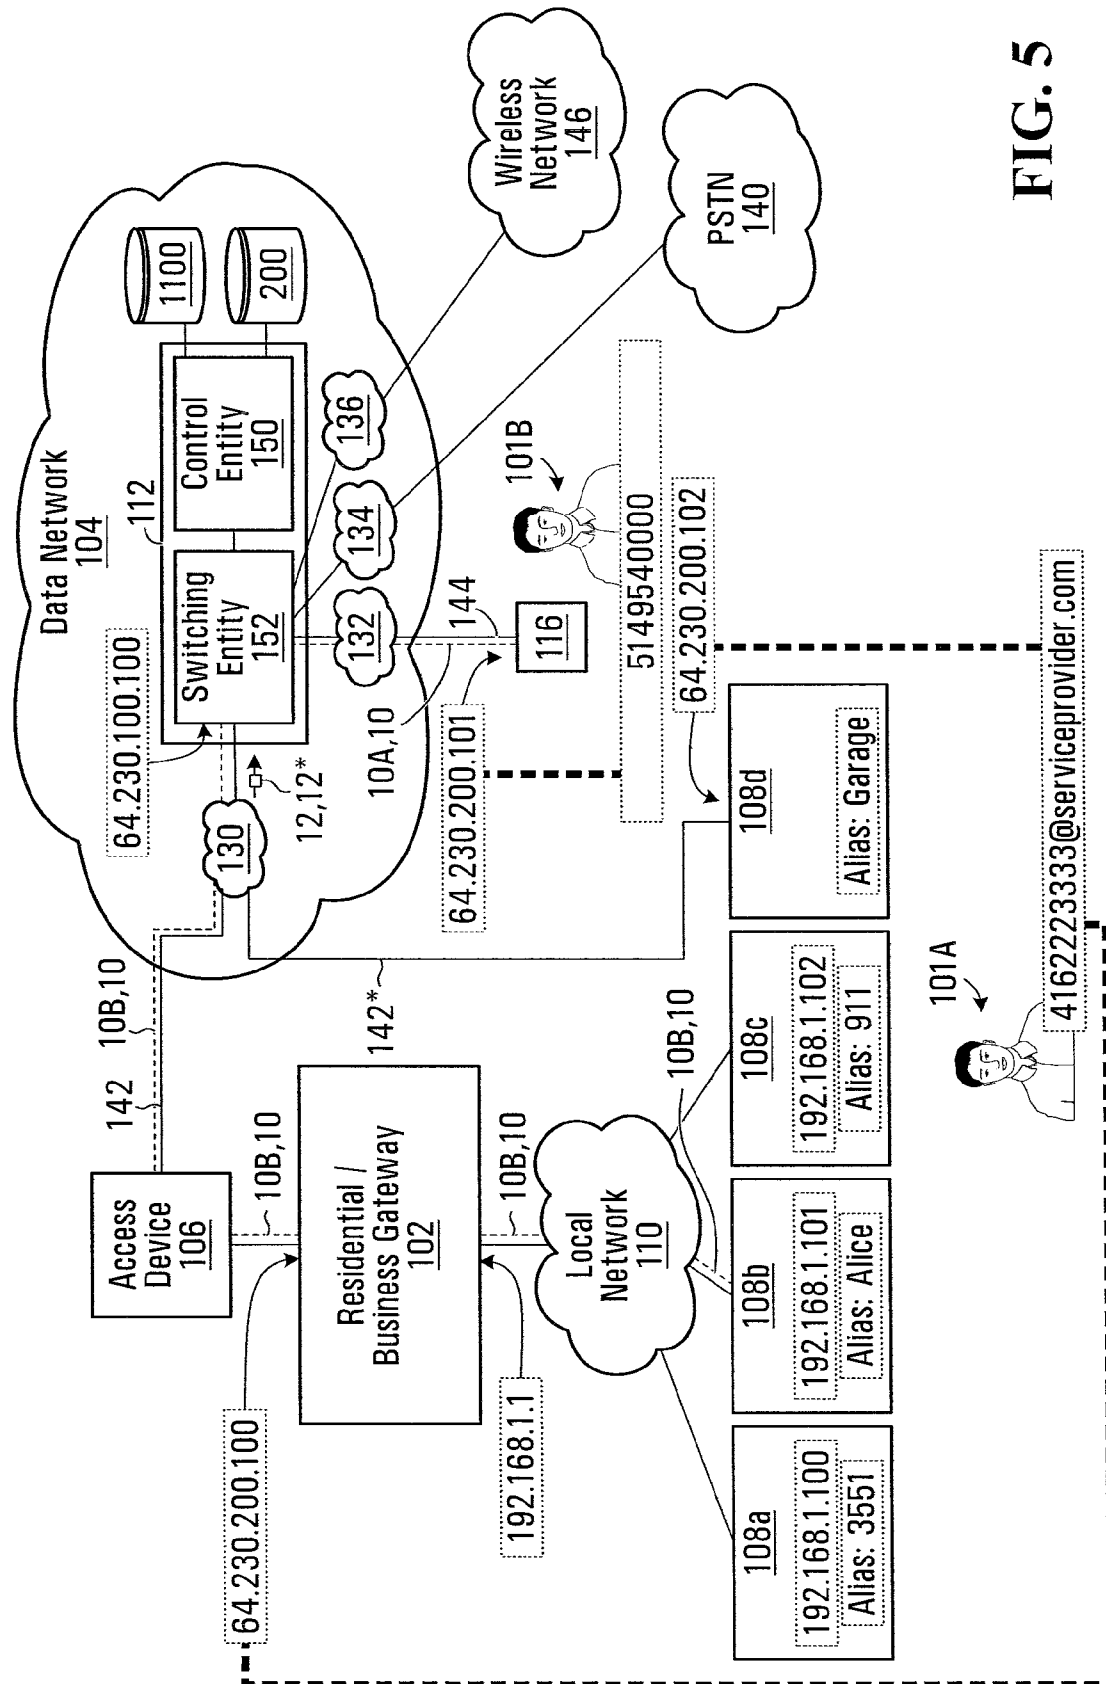 Data Network
104
112
64.230.100.100
Switching
Entity
152
Control
Entity
150
1100
200
130
12,12*
132
134
136
Wireless
Network
146
PSTN
140
10A,10
144
64.230.200.101
116
101B
5149540000
142
10B,10
142*
Access
Device
106
10B,10
64.230.200.100
Residential /
Business Gateway
102
192.168.1.1
10B,10
Local
Network
110
10B,10
108a
192.168.1.100
Alias: 3551
108b
192.168.1.101
Alias: Alice
108c
192.168.1.102
Alias: 911
64.230.200.102
108d
Alias: Garage
101A
4162223333@serviceprovider.com
FIG. 5